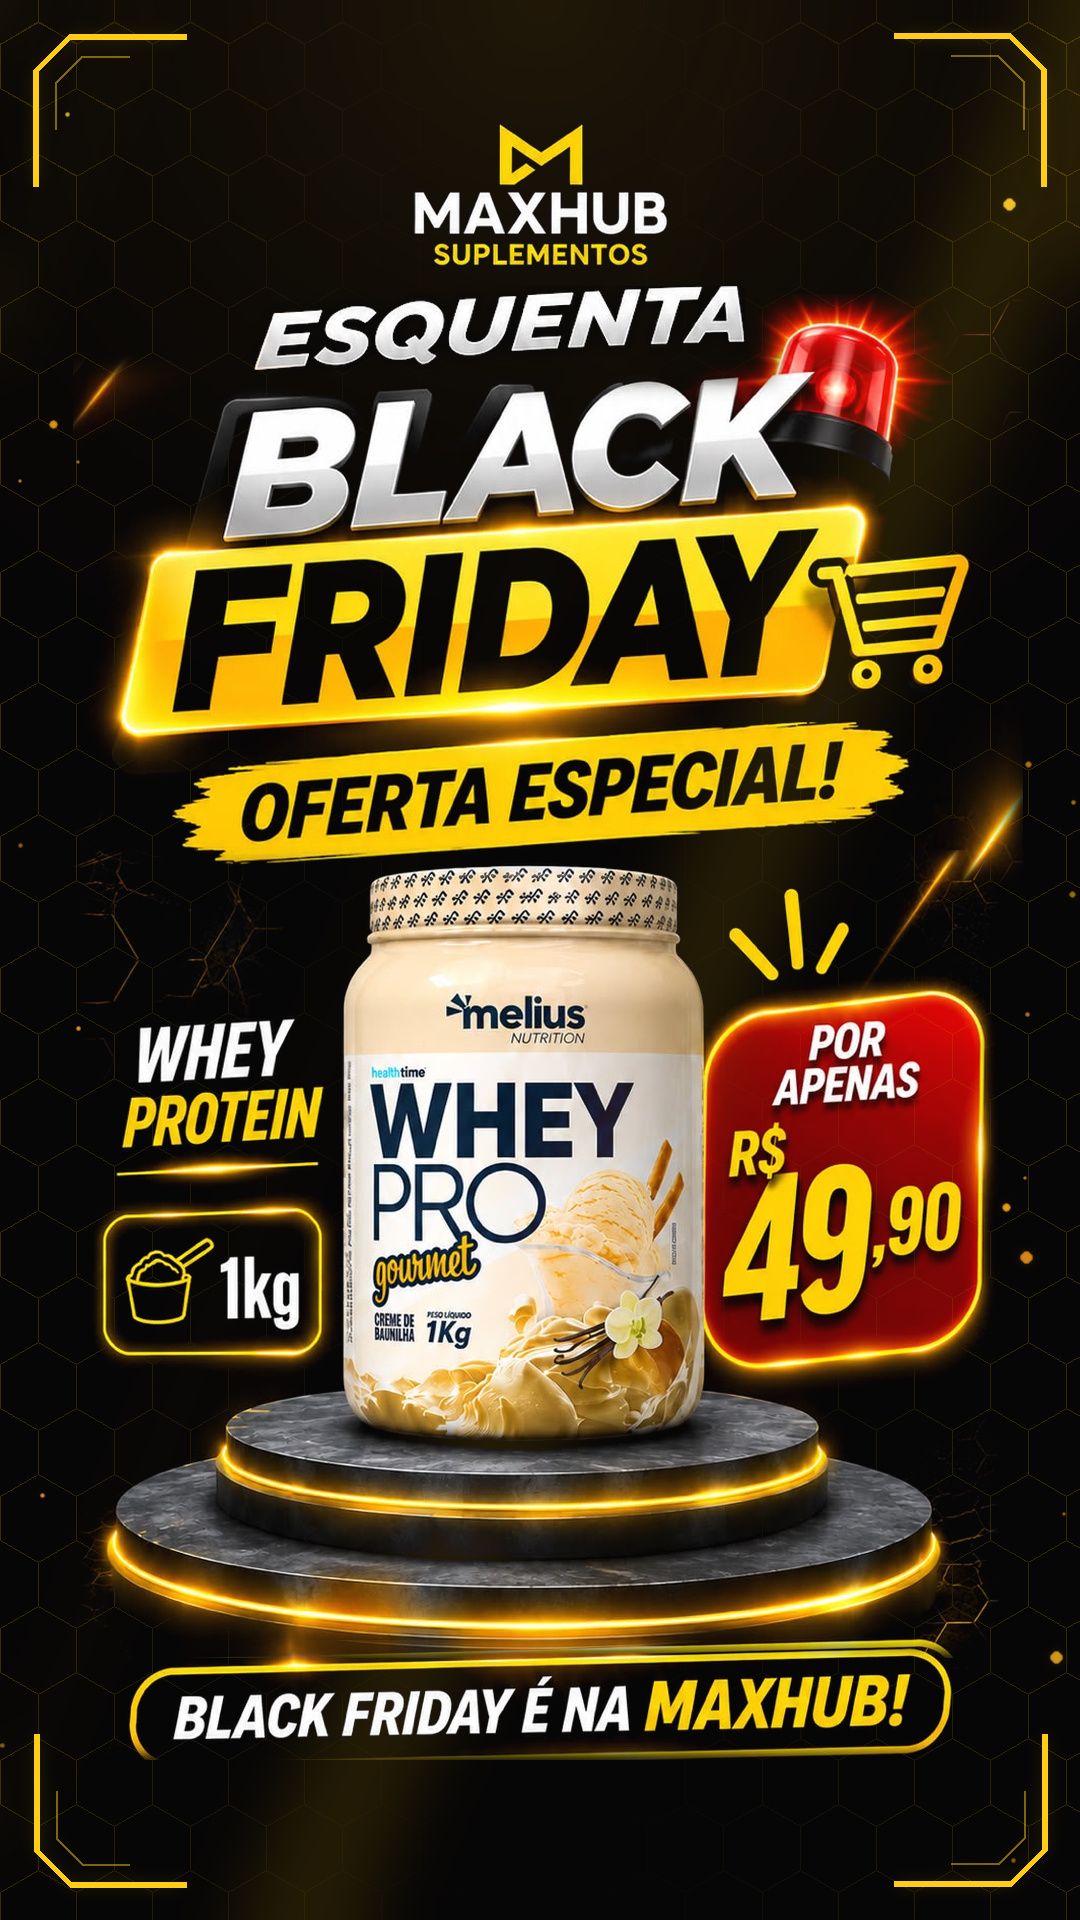 MAXHUB
SUPLEMENTOS
ESQUENTA
BLACK
FRIDAY
OFERTA ESPECIAL!
WHEY
PROTEIN
1kg
melius
NUTRITION
healthtime
WHEY
PRO
gourmet
CREME DE
BAUNILHA
PESO LÍQUIDO
1Kg
POR
APENAS
R$
49,90
BLACK FRIDAY É NA MAXHUB!